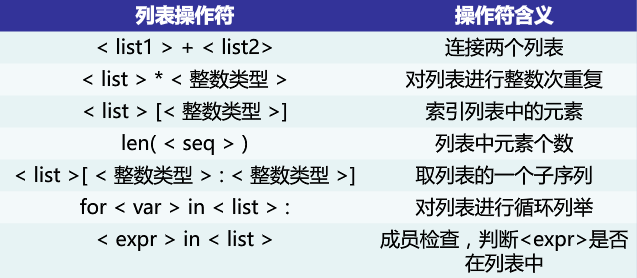 列表操作符 操作符含义
< list1 > + < list2> 连接两个列表
< list > * < 整数类型 > 对列表进行整数次重复
< list > [< 整数类型 >] 索引列表中的元素
len( < seq > ) 列表中元素个数
< list >[ < 整数类型 > : < 整数类型 >] 取列表的一个子序列
for < var > in < list > : 对列表进行循环列举
< expr > in < list > 成员检查，判断<expr>是否
在列表中